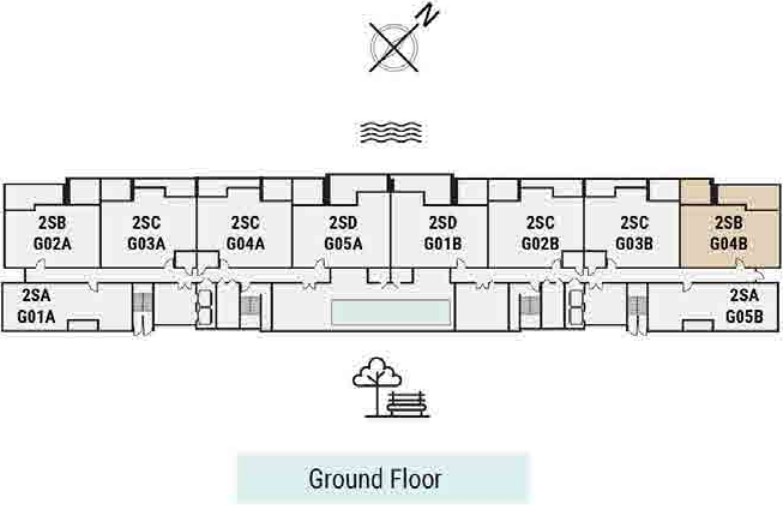 N
2SB
G02A
2SC
G03A
2SC
G04A
2SD
G05A
2SD
G01B
2SC
G02B
2SC
G03B
2SB
G04B
2SA
G01A
2SA
G05B
Ground Floor